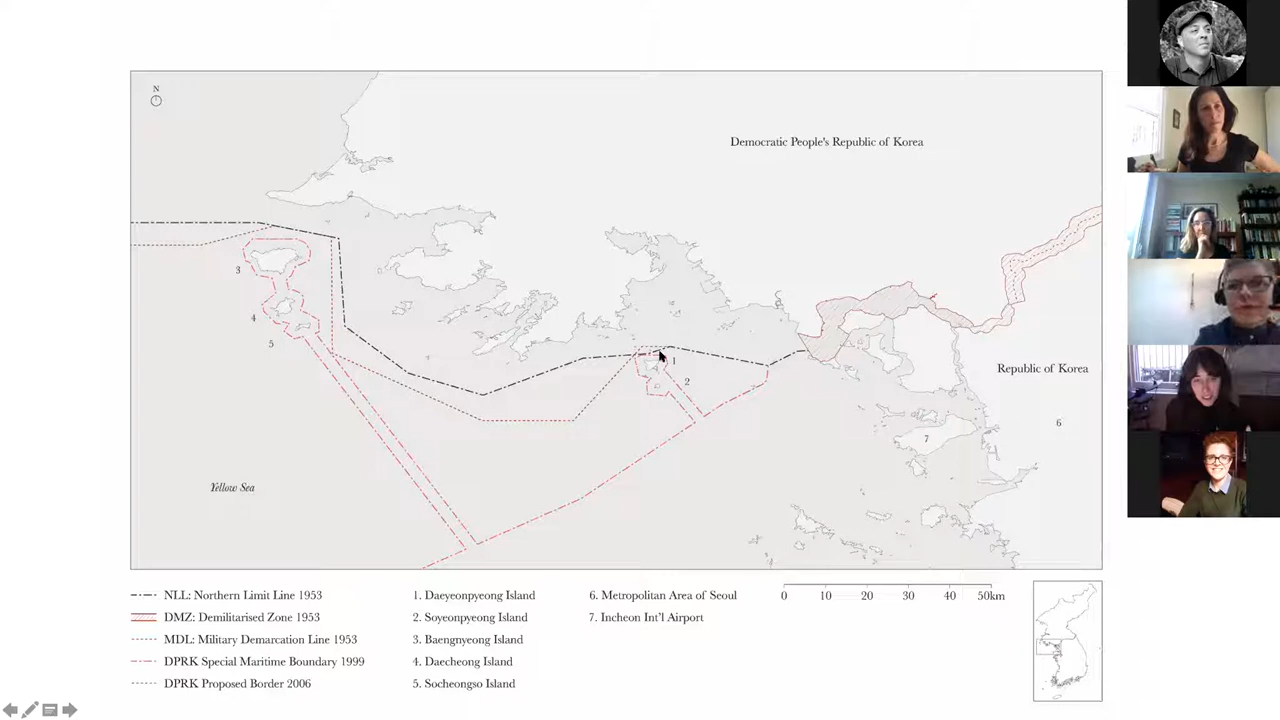 N
Democratic People's Republic of Korea
3
4
5
1
2
Republic of Korea
6
7
Yellow Sea
NLL: Northern Limit Line 1953
DMZ: Demilitarised Zone 1953
MDL: Military Demarcation Line 1953
DPRK Special Maritime Boundary 1999
DPRK Proposed Border 2006
1. Daeyeonpyeong Island
2. Soyeonpyeong Island
3. Baengnyeong Island
4. Daecheong Island
5. Socheongso Island
6. Metropolitan Area of Seoul
7. Incheon Int'l Airport
0 10 20 30 40 50km